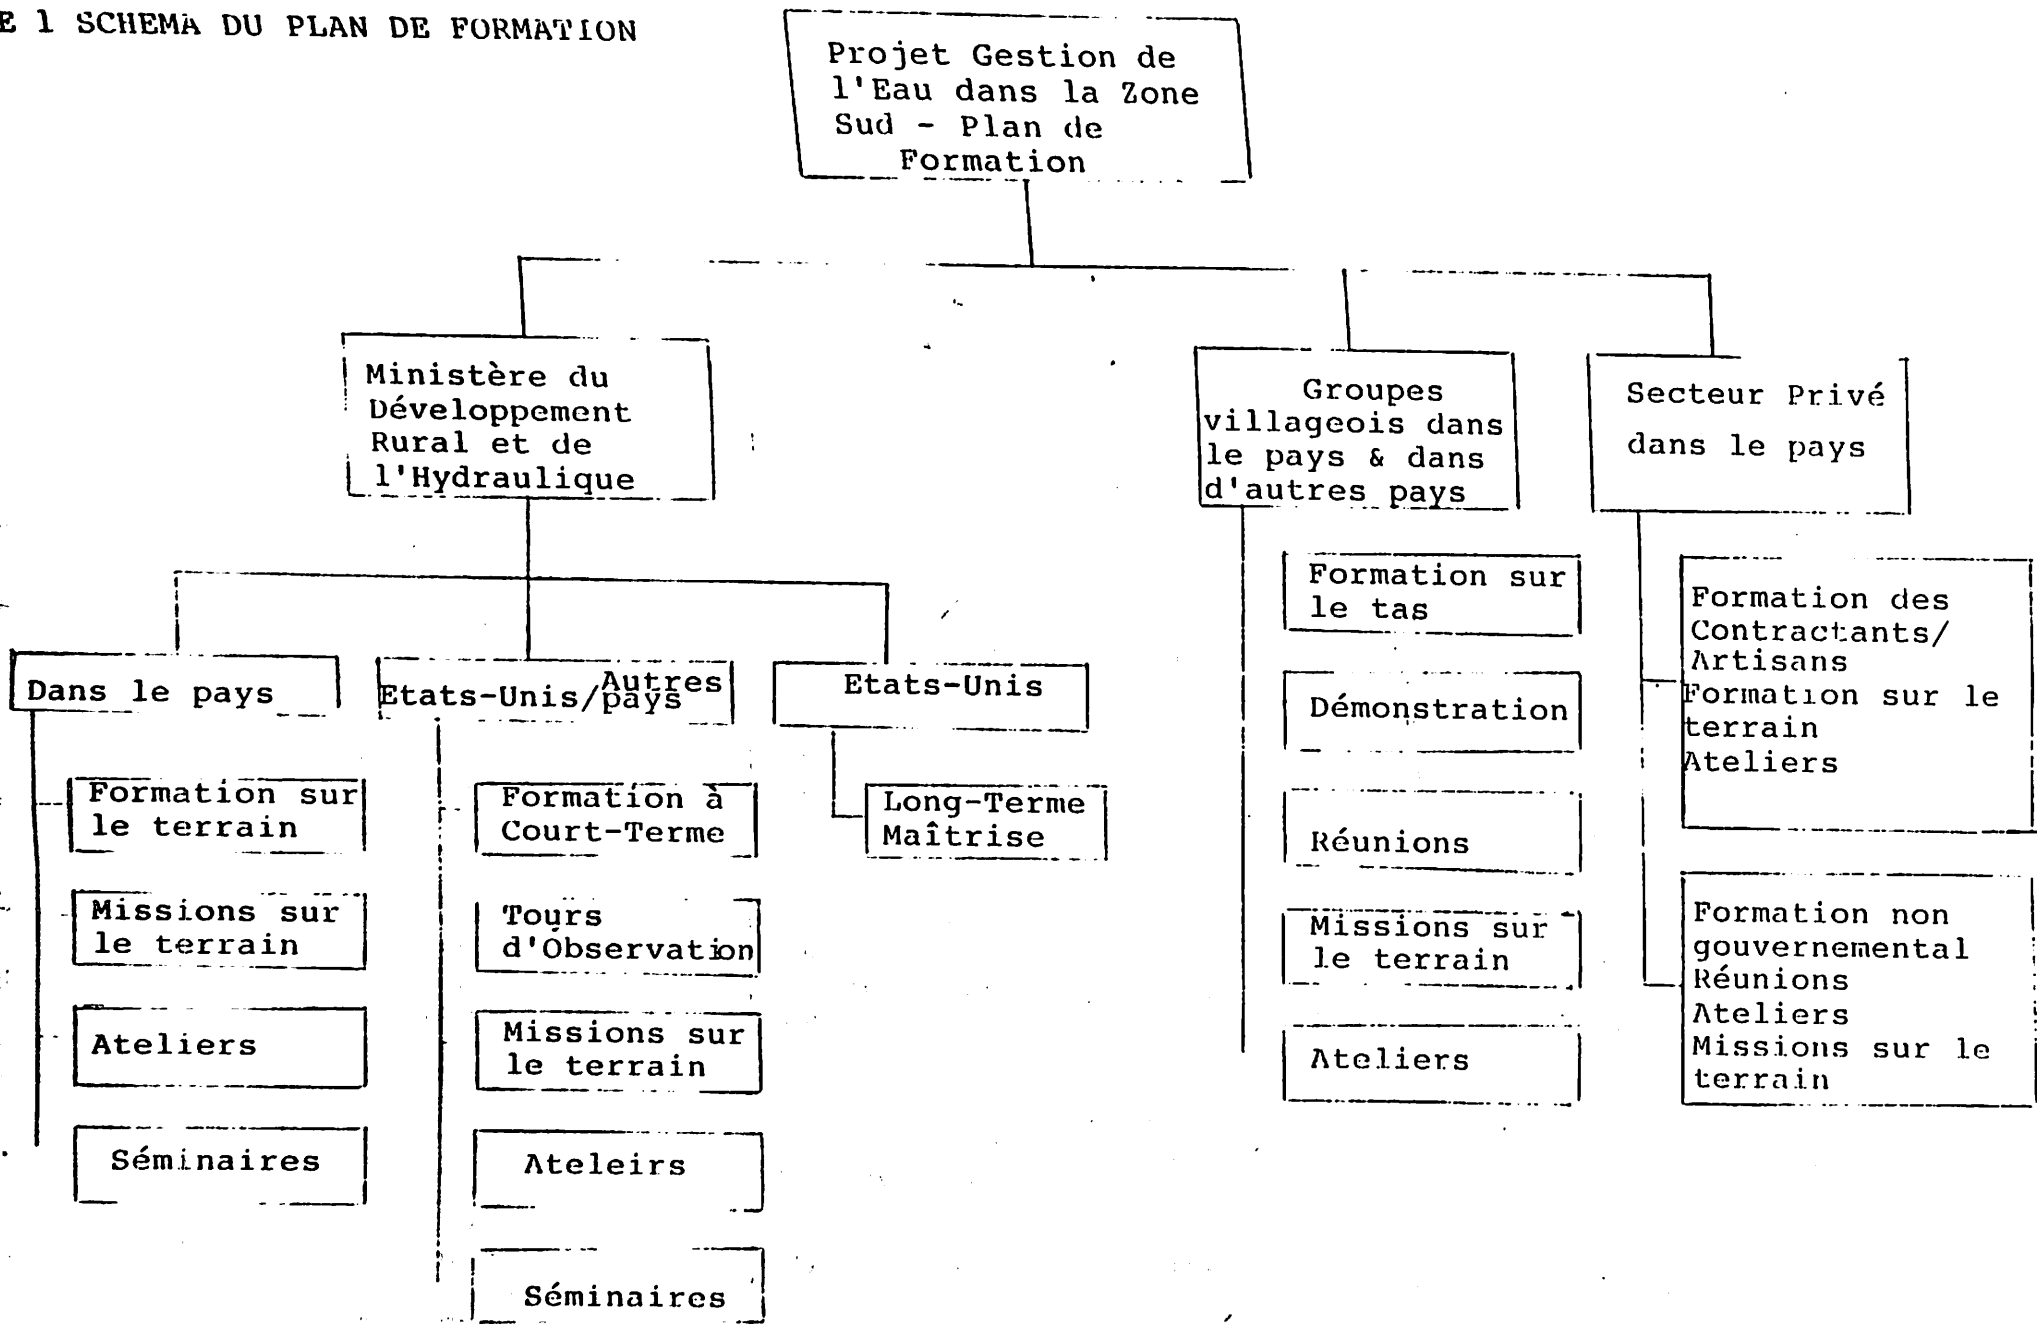 E 1 SCHEMA DU PLAN DE FORMATION
Projet Gestion de
l'Eau dans la Zone
Sud - Plan de
Formation
Ministère du
Développement
Rural et de
l'Hydraulique
Groupes
villageois dans
le pays & dans
d'autres pays
Secteur Privé
dans le pays
Dans le pays
Etats-Unis/Autres
pays
Etats-Unis
Formation sur
le terrain
Missions sur
le terrain
Ateliers
Séminaires
Formation à
Court-Terme
Tours
d'Observation
Missions sur
le terrain
Ateleirs
Séminaires
Long-Terme
Maîtrise
Formation sur
le tas
Démonstration
Réunions
Missions sur
le terrain
Ateliers
Formation des
Contractants/
Artisans
Formation sur le
terrain
Ateliers
Formation non
gouvernemental
Réunions
Ateliers
Missions sur le
terrain